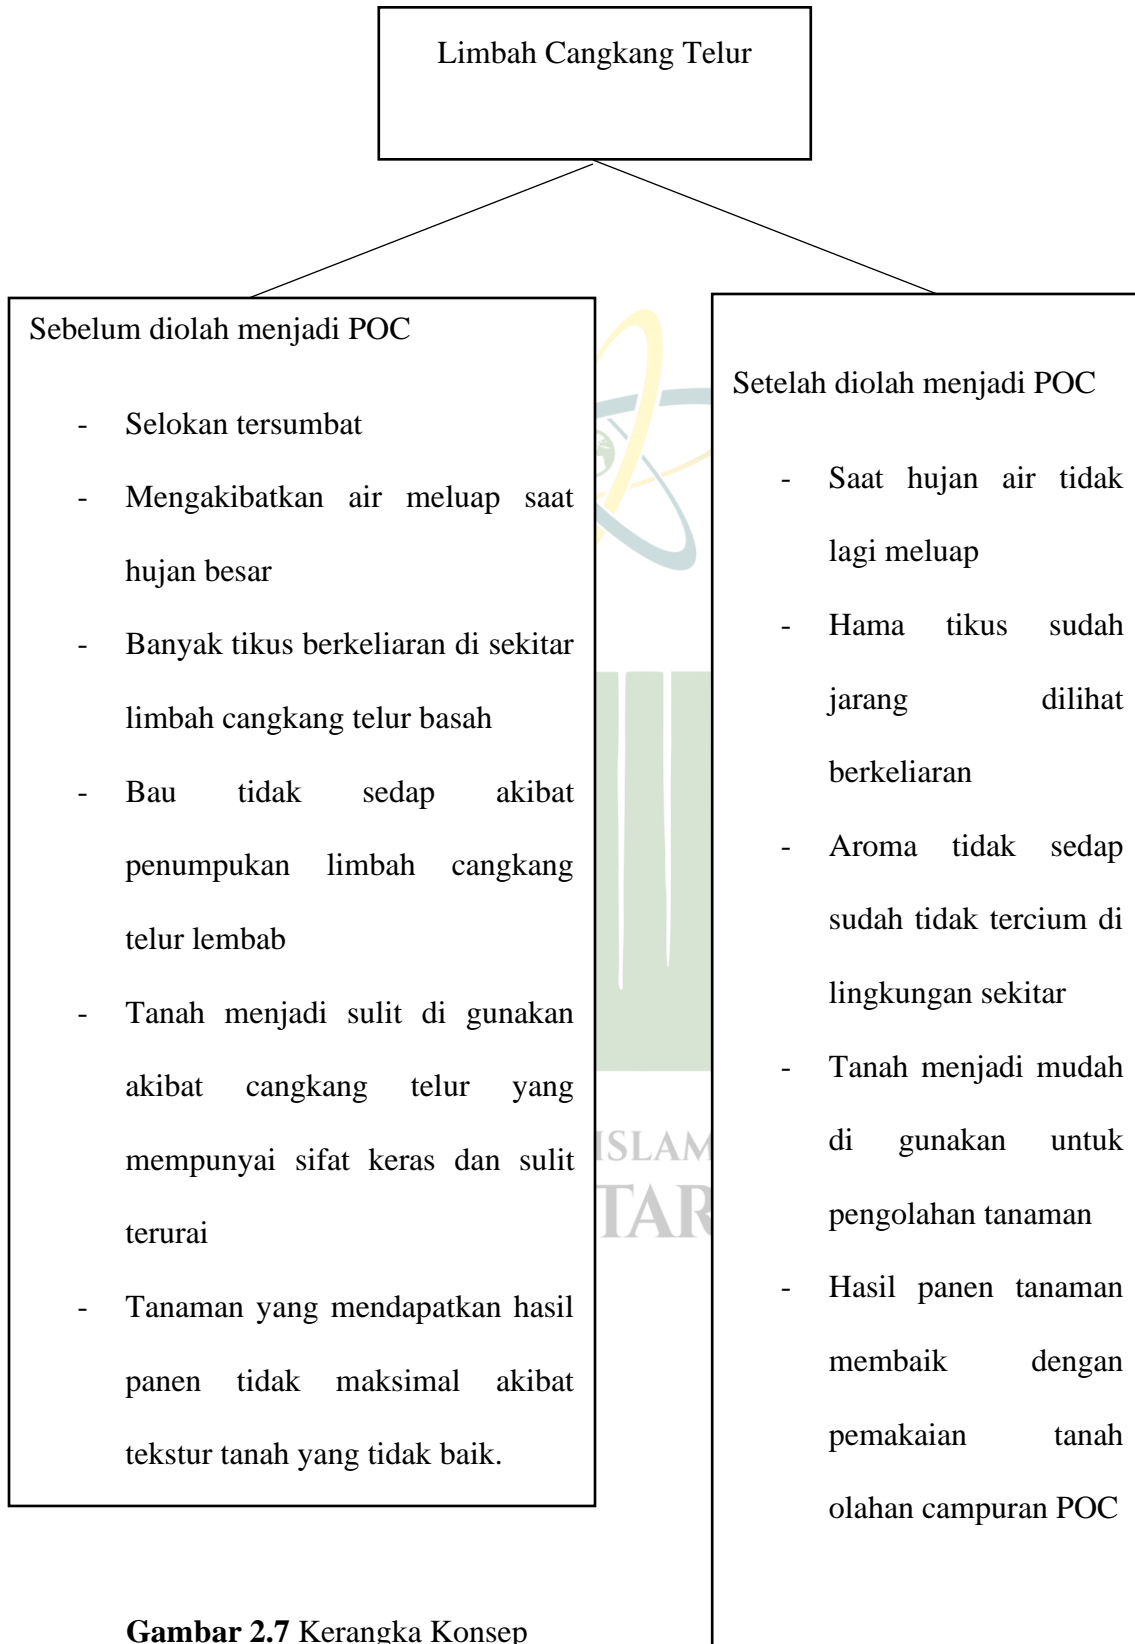 Limbah Cangkang Telur
Sebelum diolah menjadi POC
- Selokan tersumbat
- Mengakibatkan air meluap saat
hujan besar
- Banyak tikus berkeliaran di sekitar
limbah cangkang telur basah
- Bau tidak sedap akibat
penumpukan limbah cangkang
telur lembab
- Tanah menjadi sulit di gunakan
akibat cangkang telur yang
mempunyai sifat keras dan sulit
terurai
- Tanaman yang mendapatkan hasil
panen tidak maksimal akibat
tekstur tanah yang tidak baik.
Setelah diolah menjadi POC
- Saat hujan air tidak
lagi meluap
- Hama tikus sudah
jarang dilihat
berkeliaran
- Aroma tidak sedap
sudah tidak tercium di
lingkungan sekitar
- Tanah menjadi mudah
di gunakan untuk
pengolahan tanaman
- Hasil panen tanaman
membaik dengan
pemakaian tanah
olahan campuran POC
ISLAM
TAR
Gambar 2.7 Kerangka Konsep